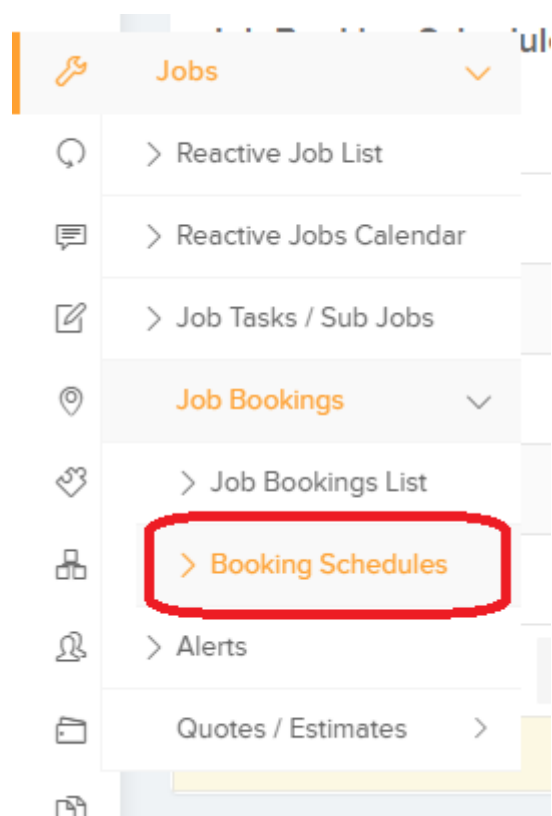 Jobs
Reactive Job List
Reactive Jobs Calendar
Job Tasks / Sub Jobs
Job Bookings
Job Bookings List
Booking Schedules
Alerts
Quotes / Estimates